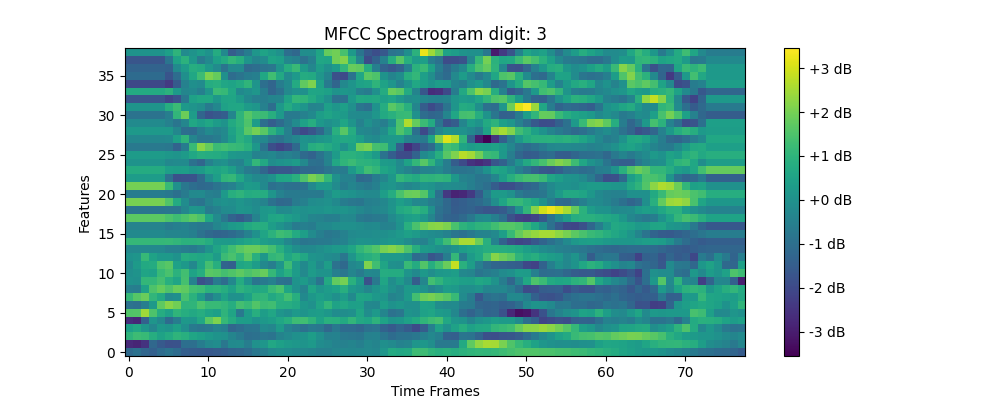 MFCC Spectrogram digit: 3
Features
35
30
25
20
15
10
5
0
0 10 20 30 40 50 60 70
Time Frames
+3 dB
+2 dB
+1 dB
+0 dB
-1 dB
-2 dB
-3 dB